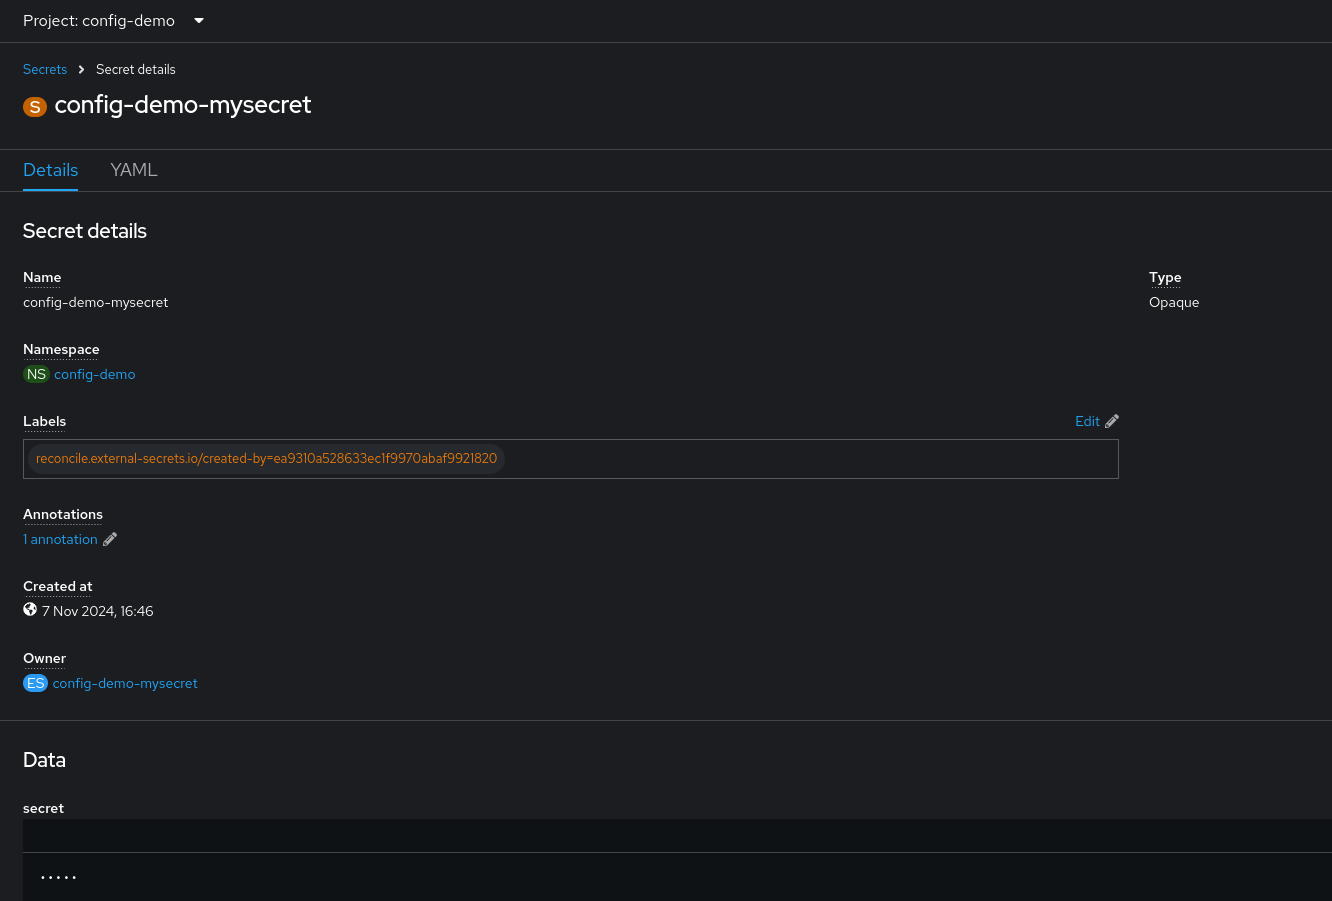 Project: config-demo
Secrets > Secret details
S config-demo-mysecret
Details YAML
Secret details
Name
config-demo-mysecret
Type
Opaque
Namespace
NS config-demo
Labels
Edit
reconcile.external-secrets.io/created-by=ea9310a528633ec1f9970abaf9921820
Annotations
1 annotation
Created at
7 Nov 2024, 16:46
Owner
ES config-demo-mysecret
Data
secret
•••••